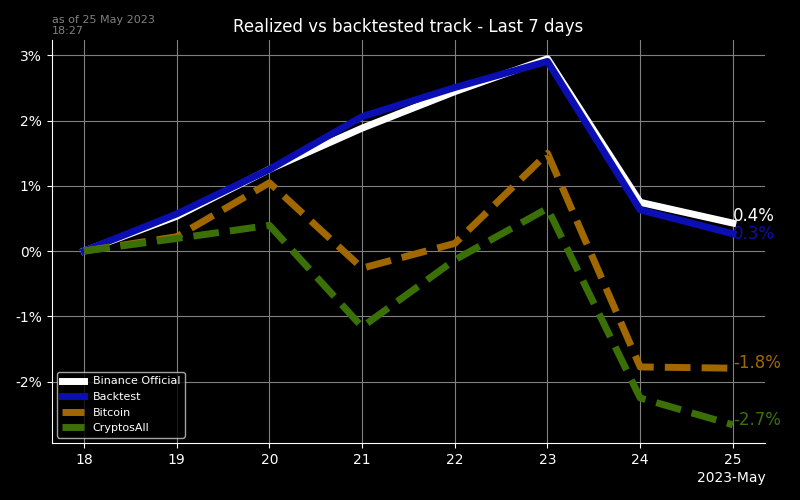 as of 25 May 2023
18:27
Realized vs backtested track - Last 7 days
3%
2%
1%
0%
-1%
-2%
0.4%
0.3%
-1.8%
-2.7%
Binance Official
Backtest
Bitcoin
CryptosAll
18 19 20 21 22 23 24 25
2023-May